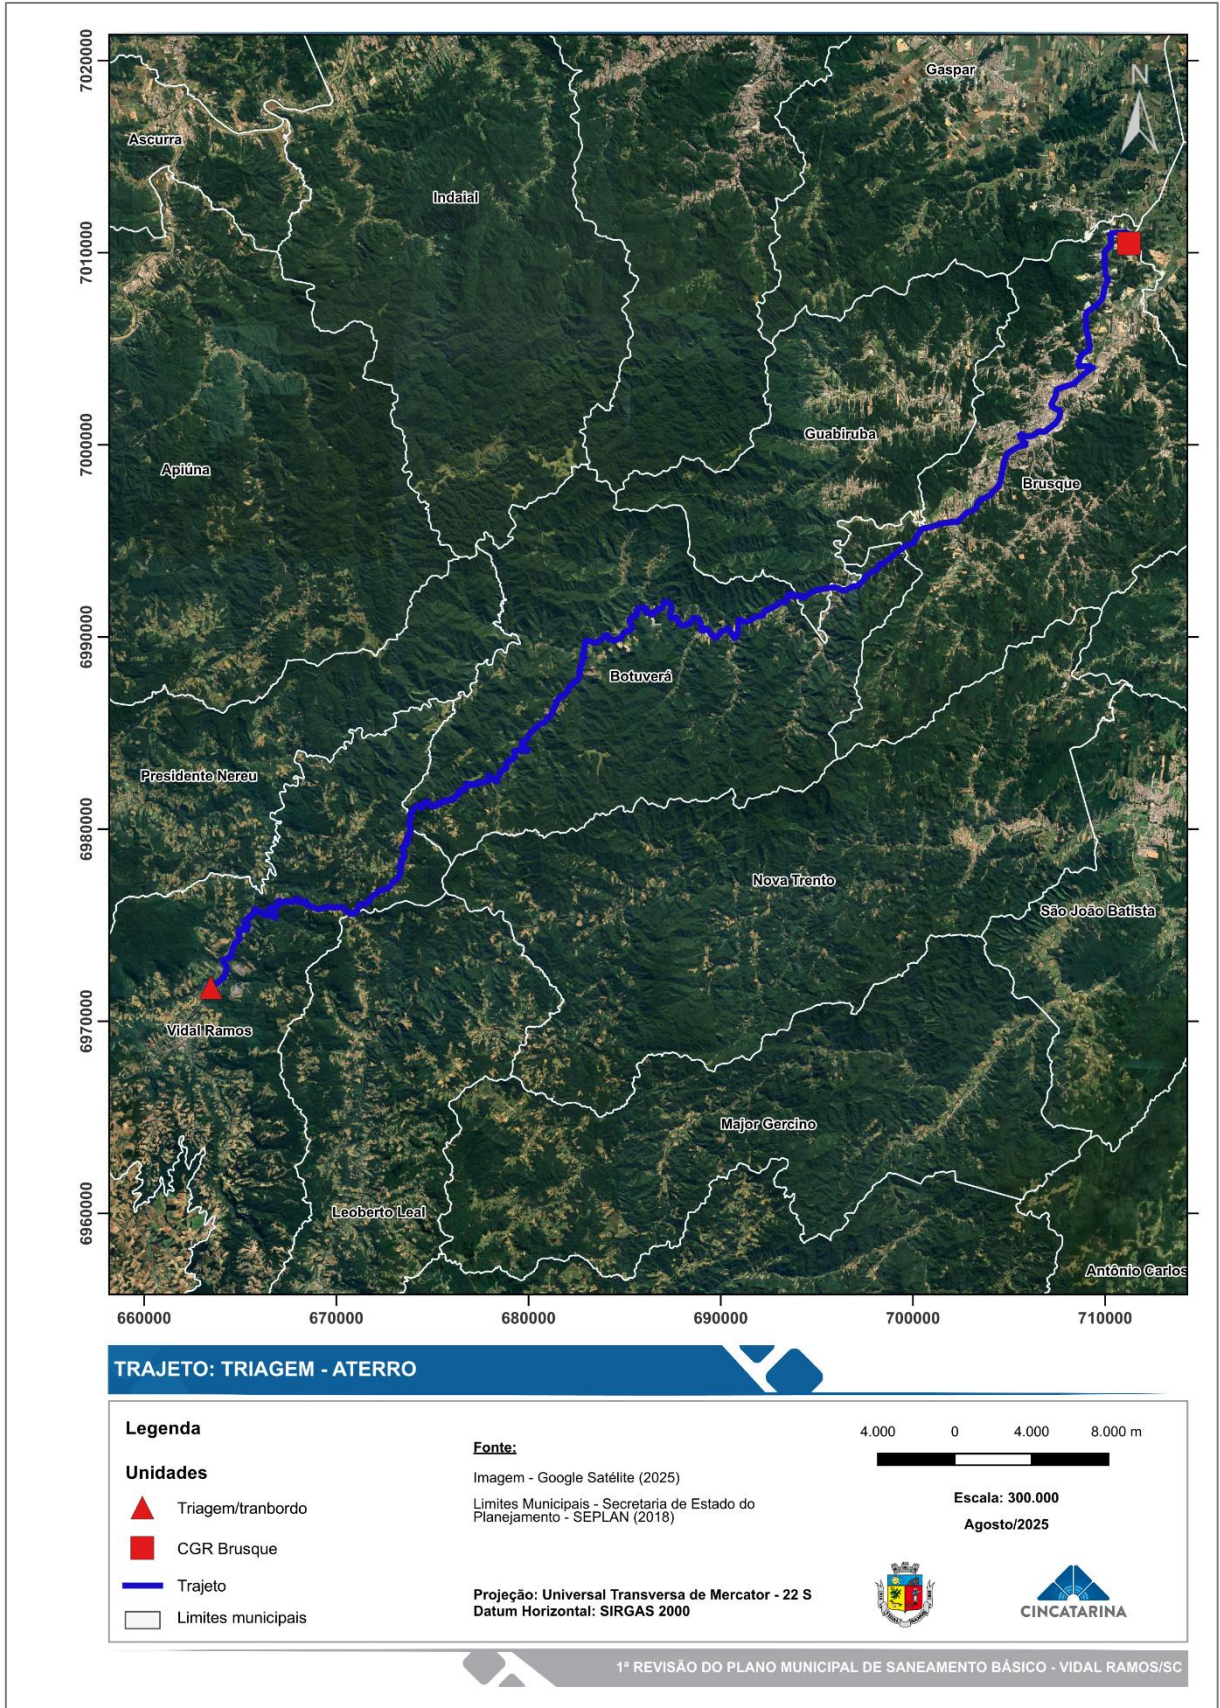 7020000
7010000
7000000
6990000
6980000
6970000
6960000
Gaspar
N
Ascurra
Indaial
Guabiruba
Apiúna
Brusque
Botuverá
Presidente Nereu
Nova Trento
São João Batista
Vidal Ramos
Major Gercino
Leoberto Leal
Antônio Carlos
660000 670000 680000 690000 700000 710000
TRAJETO: TRIAGEM - ATERRO
Legenda
Unidades
Triagem/tranbordo
CGR Brusque
Trajeto
Limites municipais
Fonte:
Imagem - Google Satélite (2025)
Limites Municipais - Secretaria de Estado do
Planejamento - SEPLAN (2018)
Projeção: Universal Transversa de Mercator - 22 S
Datum Horizontal: SIRGAS 2000
4.000 0 4.000 8.000 m
Escala: 300.000
Agosto/2025
CINCATARINA
1ª REVISÃO DO PLANO MUNICIPAL DE SANEAMENTO BÁSICO - VIDAL RAMOS/SC